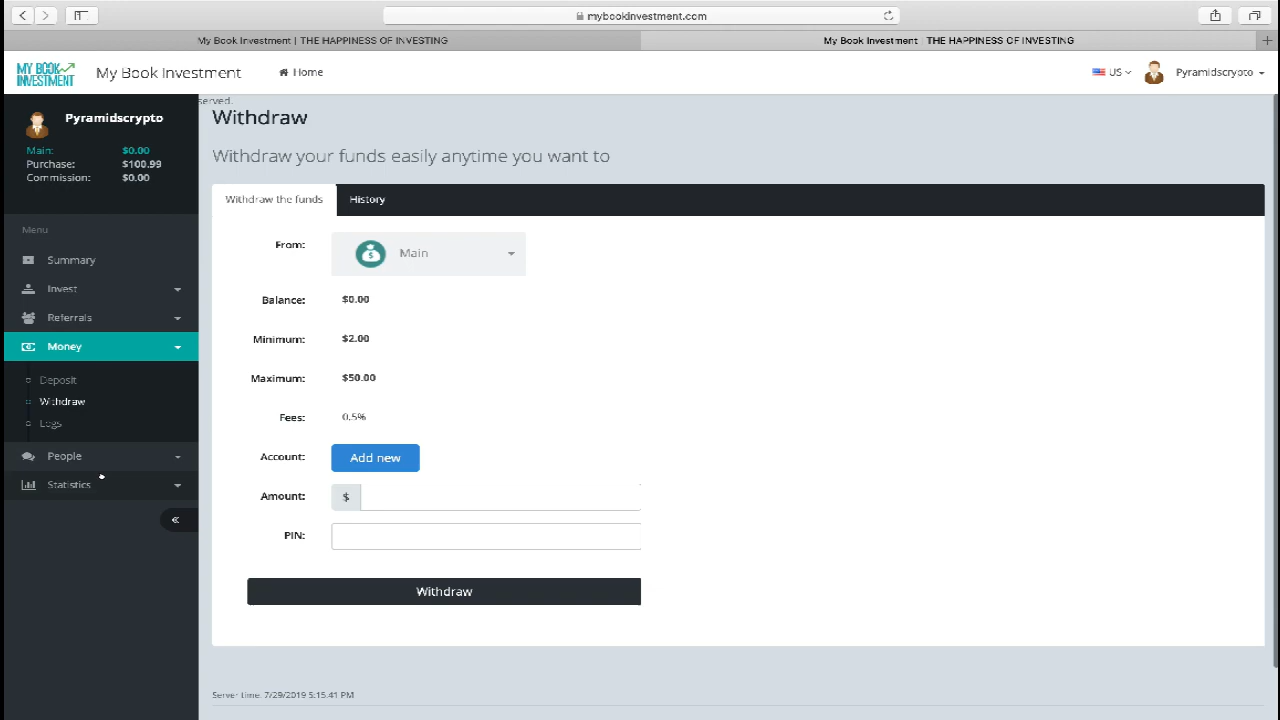 mybookinvestment.com
My Book Investment | THE HAPPINESS OF INVESTING
My Book Investment | THE HAPPINESS OF INVESTING
MY BOOK
INVESTMENT
My Book Investment
Home
US
Pyramidscrypto
Pyramidscrypto
Main: $0.00
Purchase: $100.99
Commission: $0.00
Menu
Summary
Invest
Referrals
Money
Deposit
Withdraw
Logs
People
Statistics
served.
Withdraw
Withdraw your funds easily anytime you want to
Withdraw the funds
History
From: Main
Balance: $0.00
Minimum: $2.00
Maximum: $50.00
Fees: 0.5%
Account: Add new
Amount: $
PIN:
Withdraw
Server time: 7/29/2019 5:15:41 PM